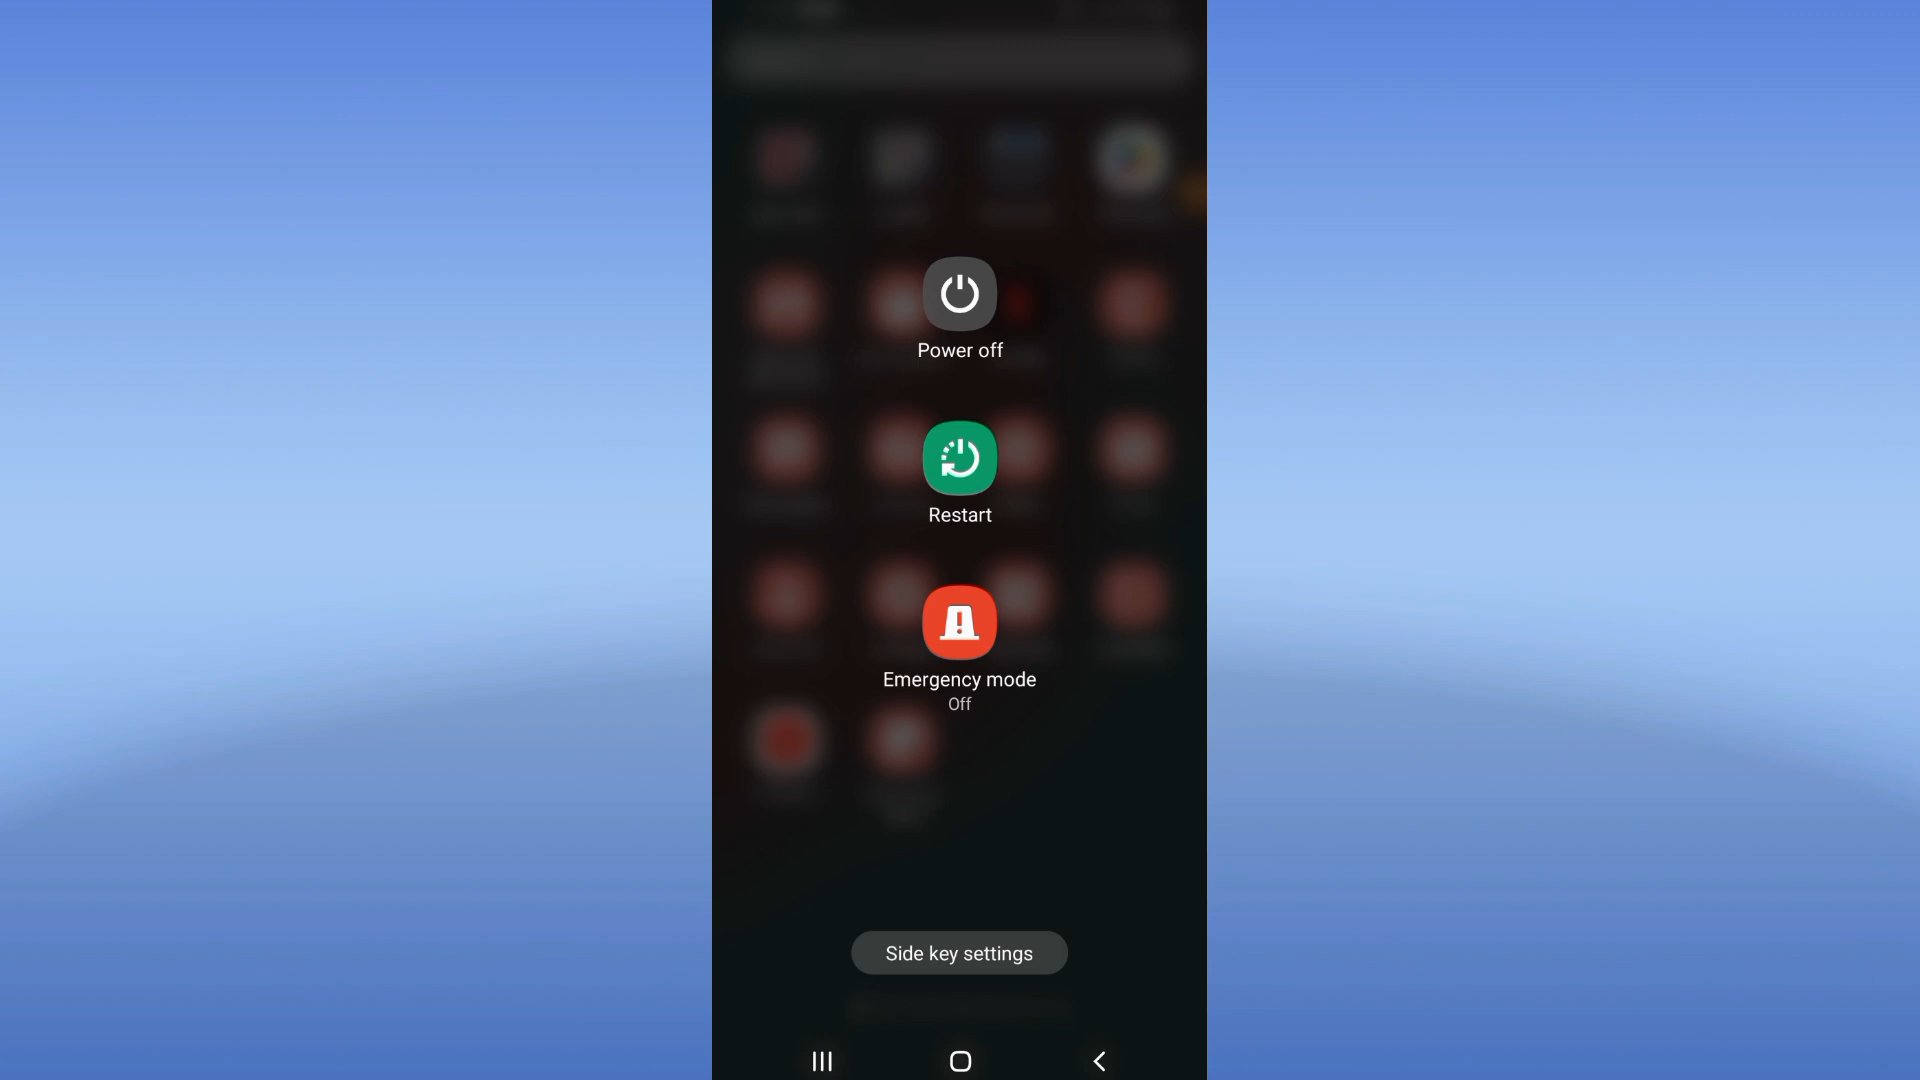 Power off
Restart
Emergency mode
Off
Side key settings